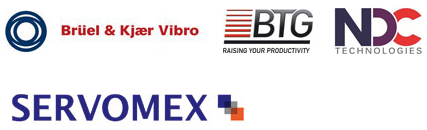 Brüel & Kjær Vibro
BTG
RAISING YOUR PRODUCTIVITY
NDC
TECHNOLOGIES
SERVOMEX